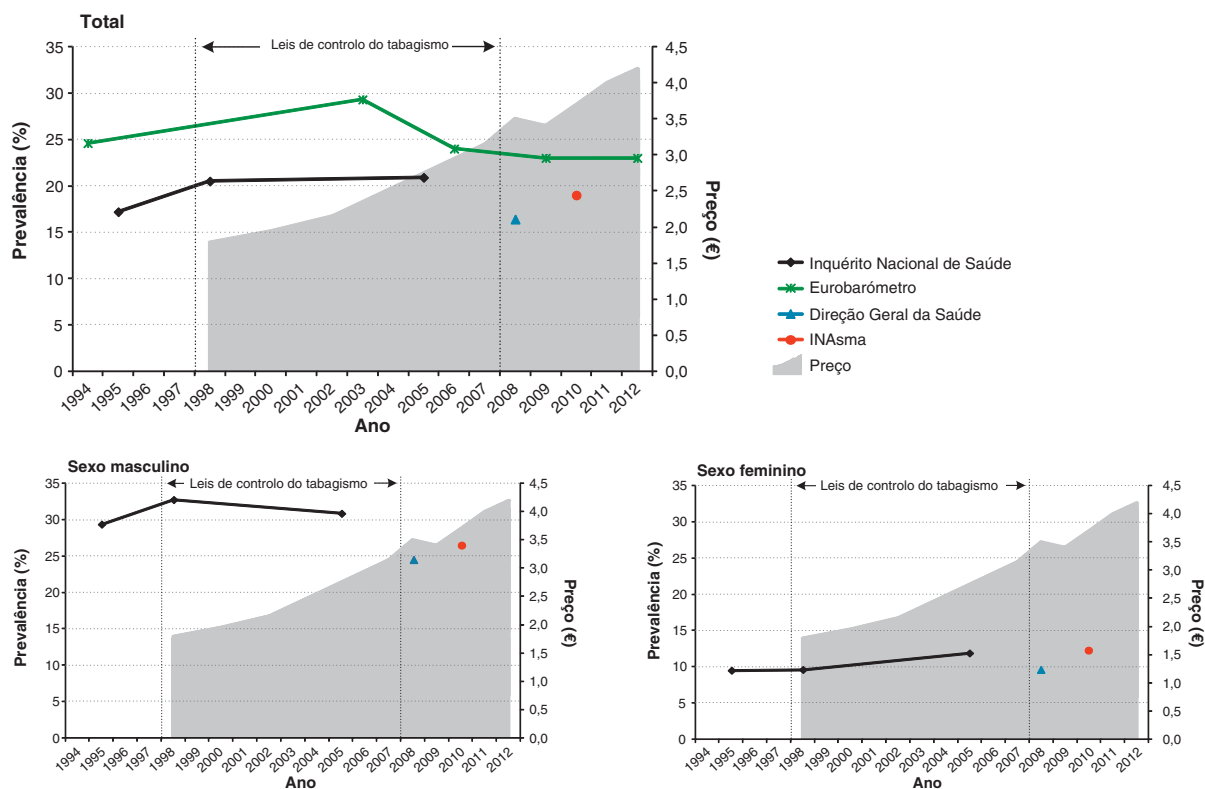 Total
Leis de controlo do tabagismo
35
30
25
20
15
10
5
0
Prevalência (%)
4,5
4,0
3,5
3,0
2,5
2,0
1,5
1,0
0,5
0,0
Preço (€)
1994 1995 1996 1997 1998 1999 2000 2001 2002 2003 2004 2005 2006 2007 2008 2009 2010 2011 2012
Ano
Inquérito Nacional de Saúde
Eurobarómetro
Direção Geral da Saúde
INAsma
Preço
Sexo masculino
Leis de controlo do tabagismo
35
30
25
20
15
10
5
0
Prevalência (%)
4,5
4,0
3,5
3,0
2,5
2,0
1,5
1,0
0,5
0,0
Preço (€)
1994 1995 1996 1997 1998 1999 2000 2001 2002 2003 2004 2005 2006 2007 2008 2009 2010 2011 2012
Ano
Sexo feminino
Leis de controlo do tabagismo
35
30
25
20
15
10
5
0
Prevalência (%)
4,5
4,0
3,5
3,0
2,5
2,0
1,5
1,0
0,5
0,0
Preço (€)
1994 1995 1996 1997 1998 1999 2000 2001 2002 2003 2004 2005 2006 2007 2008 2009 2010 2011 2012
Ano